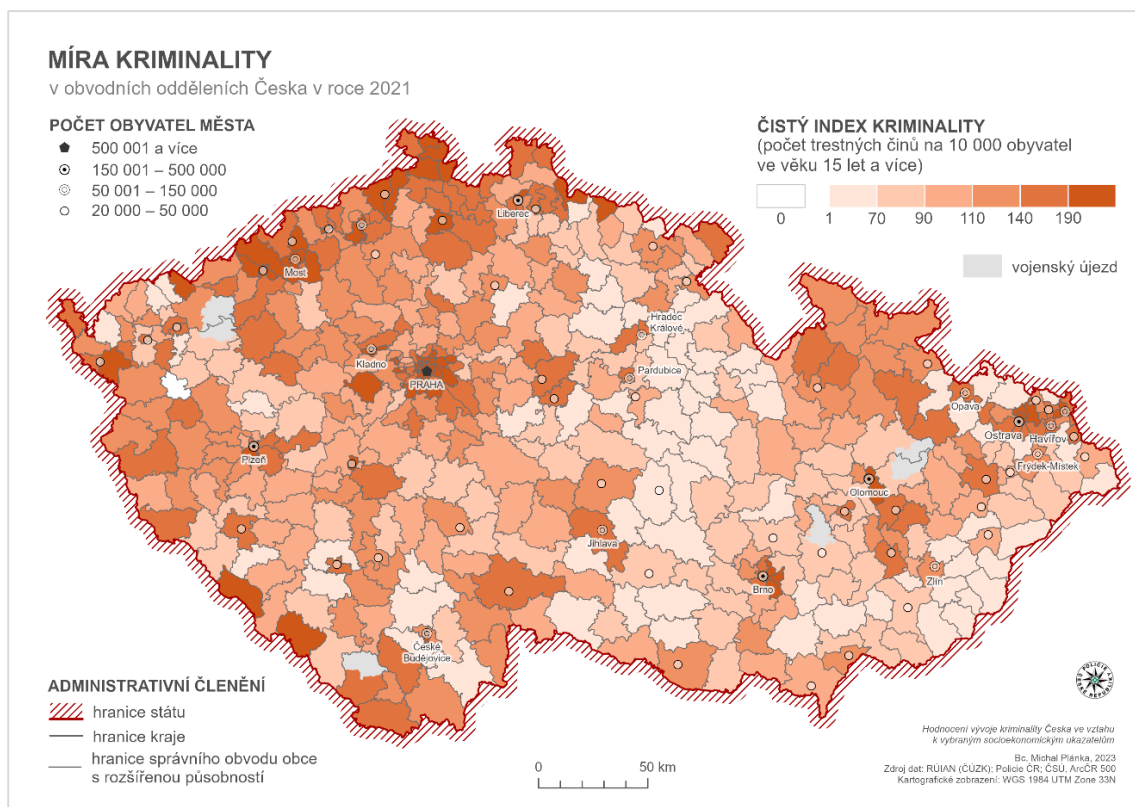 MÍRA KRIMINALITY
v obvodních odděleních Česka v roce 2021
POČET OBYVATEL MĚSTA
500 001 a více
150 001 – 500 000
50 001 – 150 000
20 000 – 50 000
ČISTÝ INDEX KRIMINALITY
(počet trestných činů na 10 000 obyvatel
ve věku 15 let a více)
0 1 70 90 110 140 190
vojenský újezd
Liberec
Most
Hradec
Králové
Kladno
PRAHA
Pardubice
Opava
Ostrava
Havířov
Plzeň
Frýdek-Místek
Olomouc
Jihlava
Zlín
Brno
České
Budějovice
ADMINISTRATIVNÍ ČLENĚNÍ
hranice státu
hranice kraje
hranice správního obvodu obce
s rozšířenou působností
0 50 km
POLICIE
ČESKÉ REPUBLIKY
Hodnocení vývoje kriminality Česka ve vztahu
k vybraným socioekonomickým ukazatelům
Bc. Michal Plánka, 2023
Zdroj dat: RÚIAN (ČÚZK); Policie ČR; ČSÚ, ArcČR 500
Kartografické zobrazení: WGS 1984 UTM Zone 33N